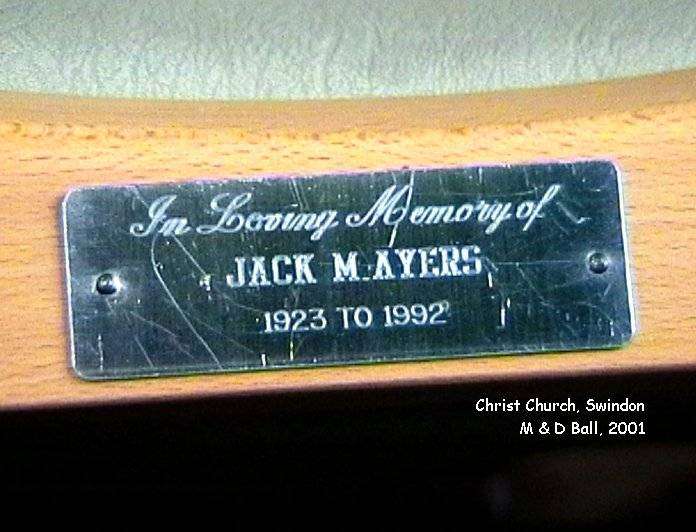 In Loving Memory of
JACK M. AYERS
1923 TO 1992
Christ Church, Swindon
M & D Ball, 2001